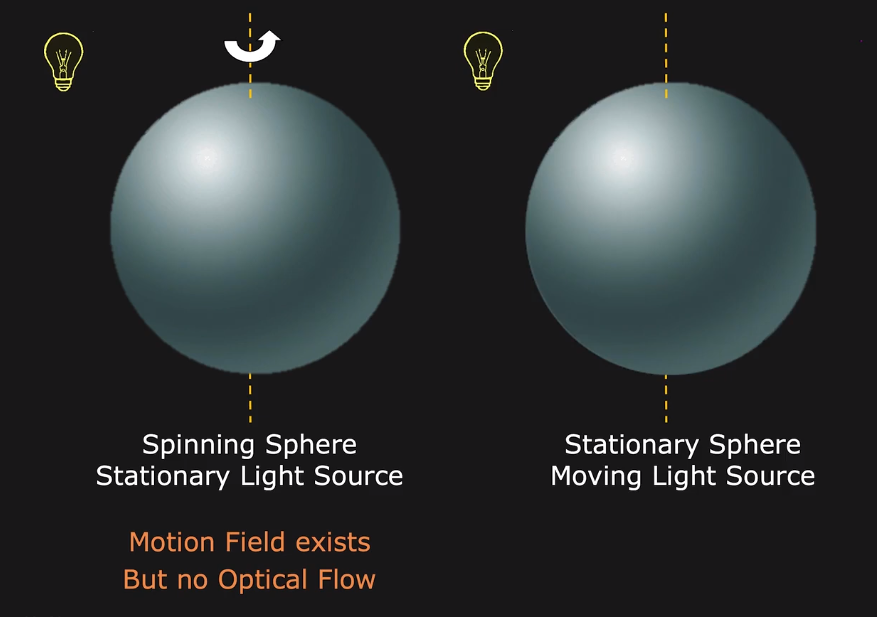 Spinning Sphere
Stationary Light Source
Motion Field exists
But no Optical Flow
Stationary Sphere
Moving Light Source